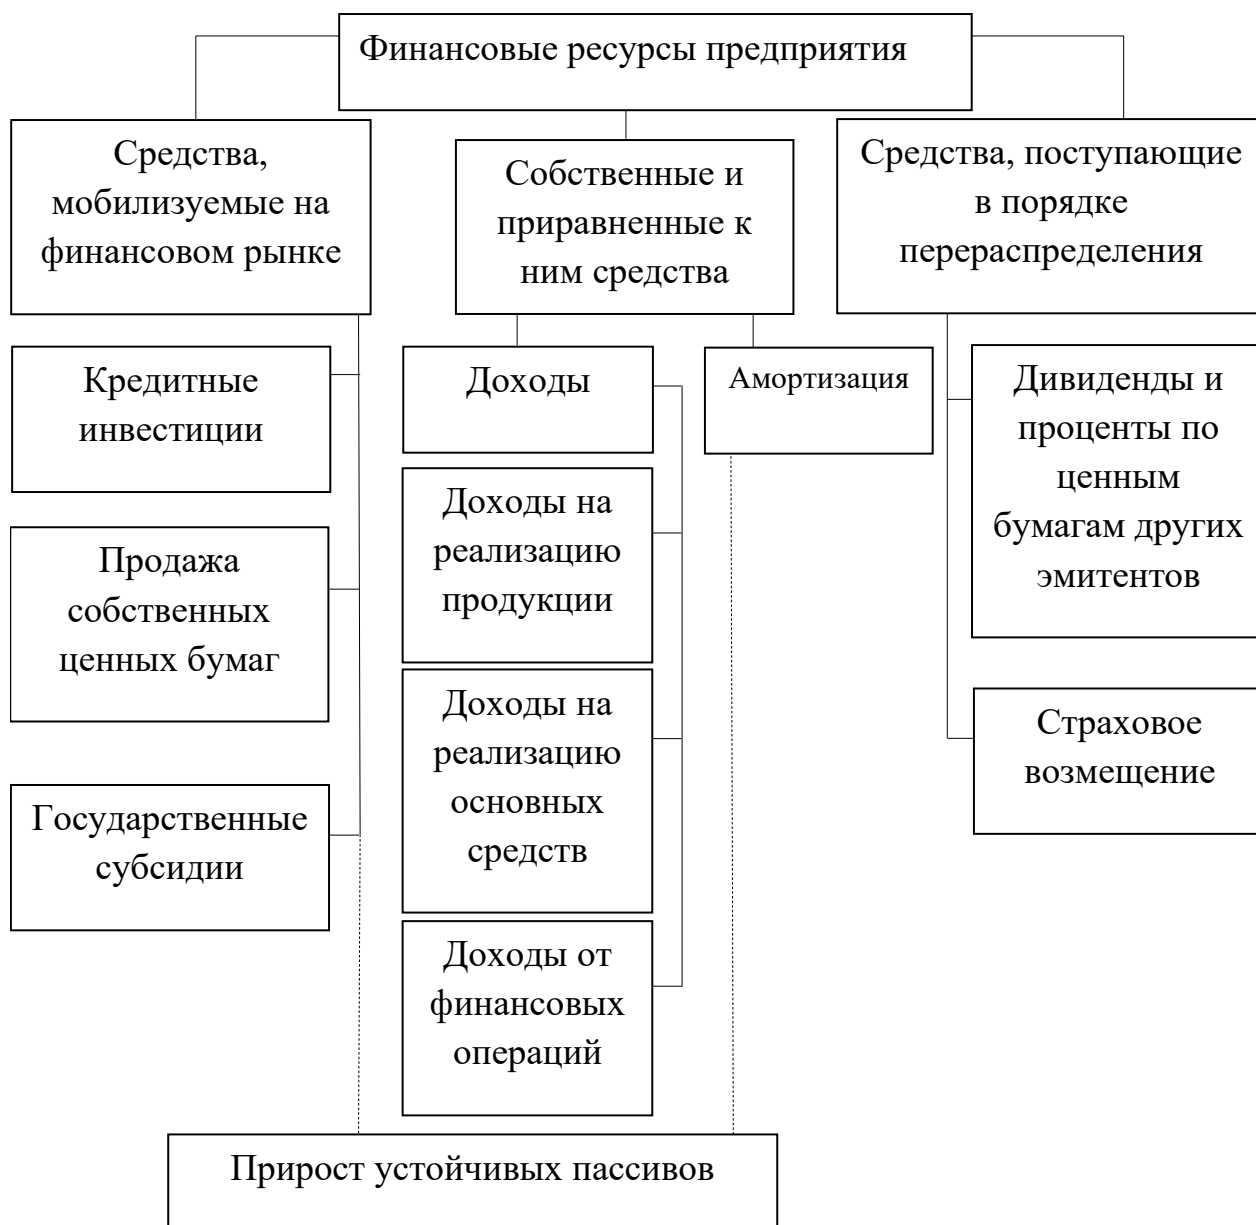 Финансовые ресурсы предприятия
Средства,
мобилизуемые на
финансовом рынке
Собственные и
приравненные к
ним средства
Средства, поступающие
в порядке
перераспределения
Кредитные
инвестиции
Продажа
собственных
ценных бумаг
Государственные
субсидии
Доходы
Доходы на
реализацию
продукции
Доходы на
реализацию
основных
средств
Доходы от
финансовых
операций
Амортизация
Дивиденды и
проценты по
ценным
бумагам других
эмитентов
Страховое
возмещение
Прирост устойчивых пассивов